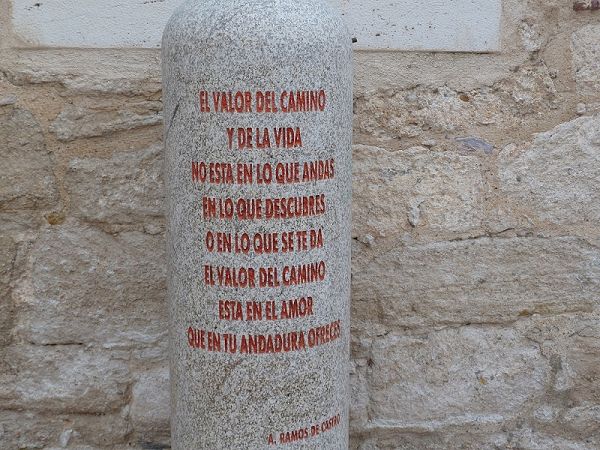 EL VALOR DEL CAMINO
Y DE LA VIDA
NO ESTA EN LO QUE ANDAS
EN LO QUE DESCUBRES
O EN LO QUE SE TE DA
EL VALOR DEL CAMINO
ESTA EN EL AMOR
QUE EN TU ANDADURA OFRECES
A. RAMOS DE CASTRO